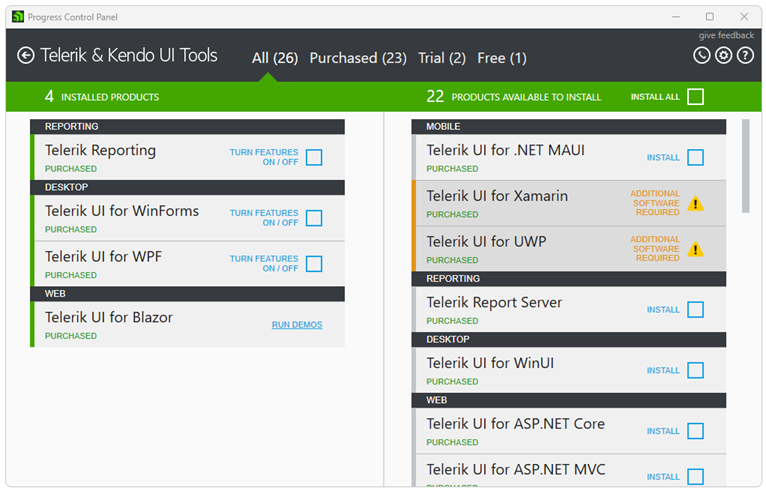 Progress Control Panel
give feedback
Telerik & Kendo UI Tools
All (26) Purchased (23) Trial (2) Free (1)
4 INSTALLED PRODUCTS
22 PRODUCTS AVAILABLE TO INSTALL
INSTALL ALL
REPORTING
Telerik Reporting
PURCHASED
TURN FEATURES
ON / OFF
DESKTOP
Telerik UI for WinForms
PURCHASED
TURN FEATURES
ON / OFF
Telerik UI for WPF
PURCHASED
TURN FEATURES
ON / OFF
WEB
Telerik UI for Blazor
PURCHASED
RUN DEMOS
MOBILE
Telerik UI for .NET MAUI
PURCHASED
INSTALL
Telerik UI for Xamarin
PURCHASED
ADDITIONAL
SOFTWARE
REQUIRED
Telerik UI for UWP
PURCHASED
ADDITIONAL
SOFTWARE
REQUIRED
REPORTING
Telerik Report Server
PURCHASED
INSTALL
DESKTOP
Telerik UI for WinUI
PURCHASED
INSTALL
WEB
Telerik UI for ASP.NET Core
PURCHASED
INSTALL
Telerik UI for ASP.NET MVC
PURCHASED
INSTALL